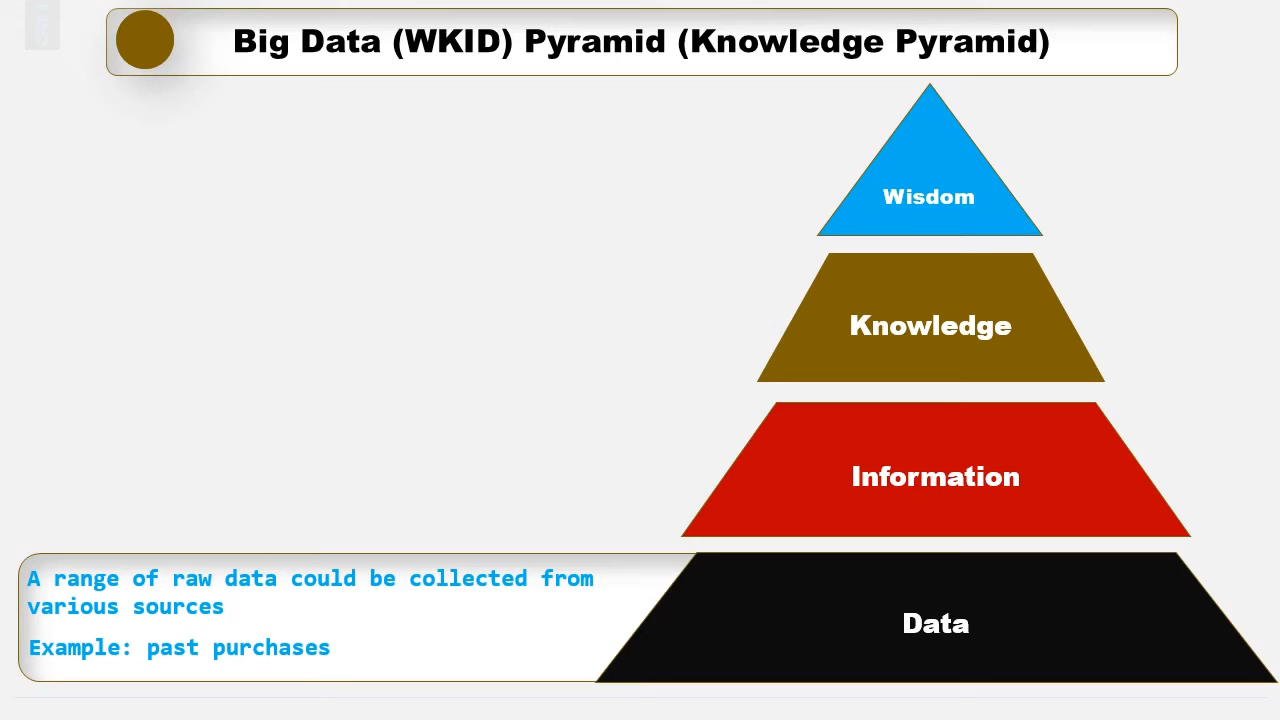 Big Data (WKID) Pyramid (Knowledge Pyramid)
Wisdom
Knowledge
Information
Data
A range of raw data could be collected from
various sources
Example: past purchases